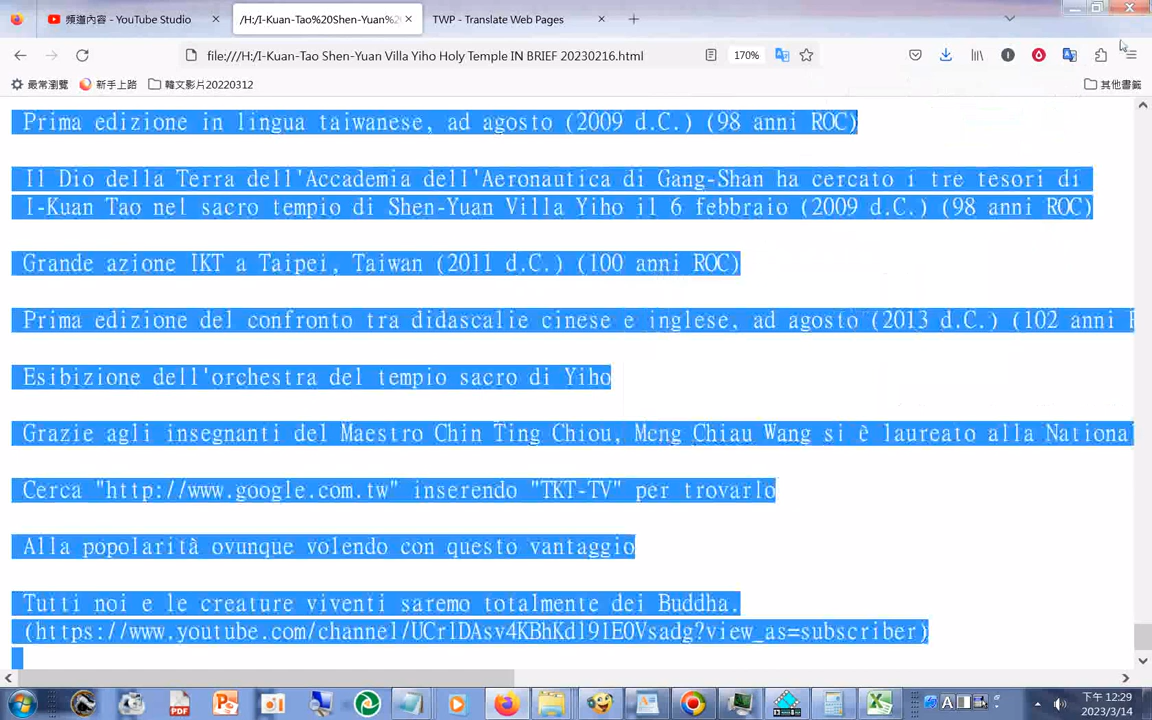 頻道內容 - YouTube Studio
/H:/I-Kuan-Tao%20Shen-Yuan%2
TWP - Translate Web Pages
file:///H:/I-Kuan-Tao Shen-Yuan Villa Yiho Holy Temple IN BRIEF 20230216.html
170%
最常瀏覽
新手上路
韓文影片20220312
其他書籤
Prima edizione in lingua taiwanese, ad agosto (2009 d.C.) (98 anni ROC)
Il Dio della Terra dell'Accademia dell'Aeronautica di Gang-Shan ha cercato i tre tesori di
I-Kuan Tao nel sacro tempio di Shen-Yuan Villa Yiho il 6 febbraio (2009 d.C.) (98 anni ROC)
Grande azione IKT a Taipei, Taiwan (2011 d.C.) (100 anni ROC)
Prima edizione del confronto tra didascalie cinese e inglese, ad agosto (2013 d.C.) (102 anni R
Esibizione dell'orchestra del tempio sacro di Yiho
Grazie agli insegnanti del Maestro Chin Ting Chiou, Meng Chiau Wang si è laureato alla Nationa
Cerca "http://www.google.com.tw" inserendo "TKT-TV" per trovarlo
Alla popolarità ovunque volendo con questo vantaggio
Tutti noi e le creature viventi saremo totalmente dei Buddha.
(https://www.youtube.com/channel/UCrlDAsv4KBhKdl91E0Vsadg?view_as=subscriber)
下午 12:29
2023/3/14